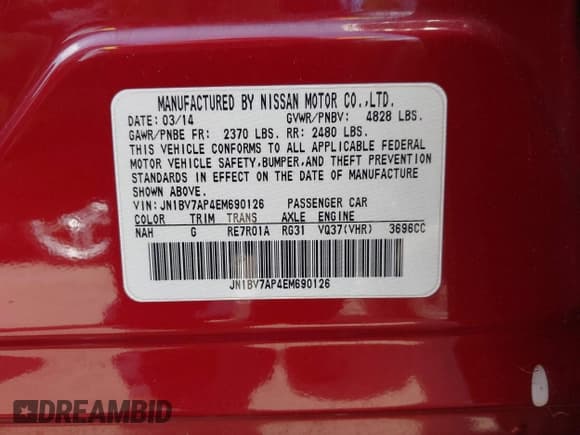 MANUFACTURED BY NISSAN MOTOR CO.,LTD.
DATE: 03/14 GVWR/PNBV: 4828 LBS.
GAWR/PNBE FR: 2370 LBS. RR: 2480 LBS.
THIS VEHICLE CONFORMS TO ALL APPLICABLE FEDERAL
MOTOR VEHICLE SAFETY,BUMPER,AND THEFT PREVENTION
STANDARDS IN EFFECT ON THE DATE OF MANUFACTURE
SHOWN ABOVE.
VIN: JN1BV7AP4EM690126 PASSENGER CAR
COLOR TRIM TRANS AXLE ENGINE
NAH G RE7R01A RG31 VQ37(VHR) 3696CC
JN1BV7AP4EM690126
DREAMBID